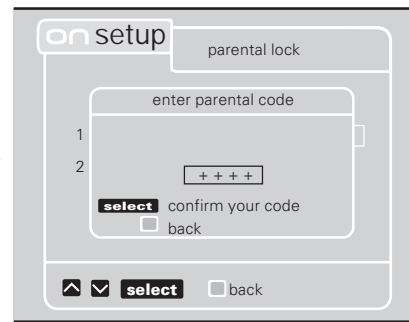 on setup
parental lock
enter parental code
1
2
++++
select confirm your code
back
select back